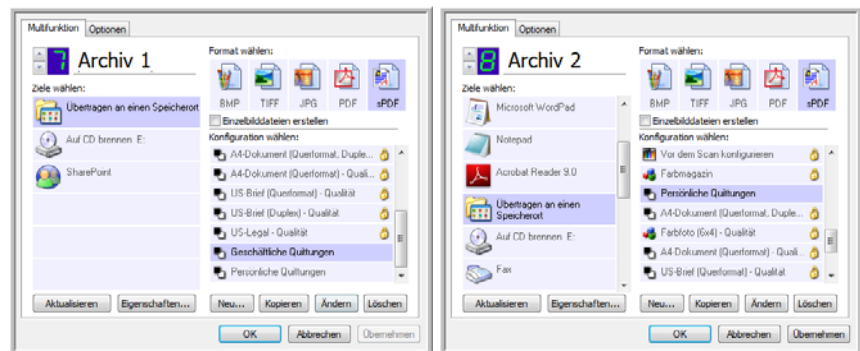 Multifunktion Optionen
7 Archiv 1
Format wählen:
BMP TIFF JPG PDF sPDF
Ziele wählen:
Übertragen an einen Speicherort
Auf CD brennen E:
SharePoint
Einzelbilddateien erstellen
Konfiguration wählen:
A4-Dokument (Querformat, Duple...
A4-Dokument (Querformat) - Quali...
US-Brief (Querformat) - Qualität
US-Brief (Duplex) - Qualität
US-Legal - Qualität
Geschäftliche Quittungen
Persönliche Quittungen
Aktualisieren Eigenschaften... Neu... Kopieren Ändern Löschen
OK Abbrechen Übernehmen
Multifunktion Optionen
8 Archiv 2
Format wählen:
BMP TIFF JPG PDF sPDF
Ziele wählen:
Microsoft WordPad
Notepad
Acrobat Reader 9.0
Übertragen an einen
Speicherort
Auf CD brennen E:
Fax
Einzelbilddateien erstellen
Konfiguration wählen:
Vor dem Scan konfigurieren
Farbmagazin
Persönliche Quittungen
A4-Dokument (Querformat, Duple...
Farbfoto (6x4) - Qualität
A4-Dokument (Querformat) - Quali...
US-Brief (Querformat) - Qualität
Aktualisieren Eigenschaften... Neu... Kopieren Ändern Löschen
OK Abbrechen Übernehmen